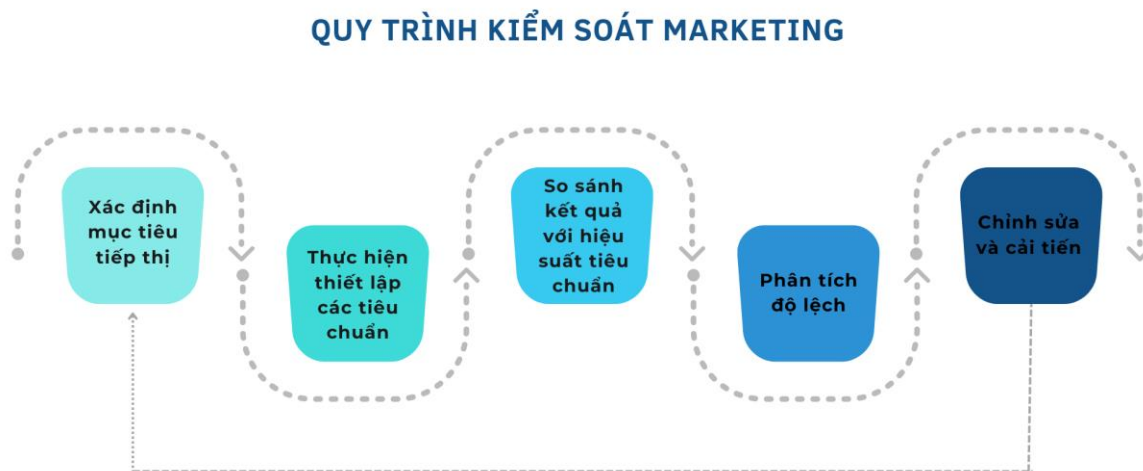 QUY TRÌNH KIỂM SOÁT MARKETING
Xác định
mục tiêu
tiếp thị
Thực hiện
thiết lập
các tiêu
chuẩn
So sánh
kết quả
với hiệu
suất tiêu
chuẩn
Phân tích
độ lệch
Chỉnh sửa
và cải tiến